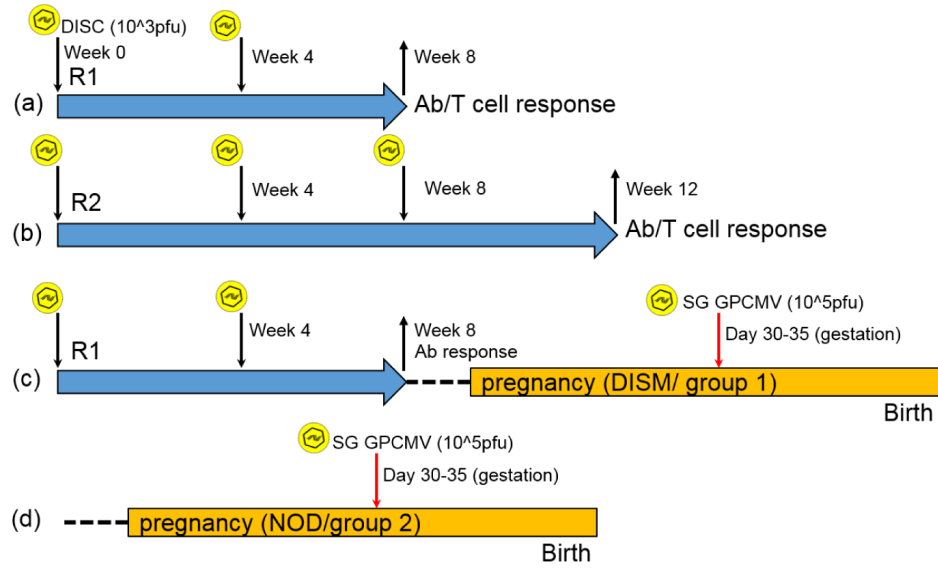 DISC (10^3pfu)
Week 0
R1
Week 4
Week 8
(a)
Ab/T cell response
R2
Week 4
Week 8
Week 12
(b)
Ab/T cell response
R1
Week 4
Week 8
Ab response
SG GPCMV (10^5pfu)
Day 30-35 (gestation)
(c)
pregnancy (DISM/ group 1)
Birth
SG GPCMV (10^5pfu)
Day 30-35 (gestation)
(d)
pregnancy (NOD/group 2)
Birth